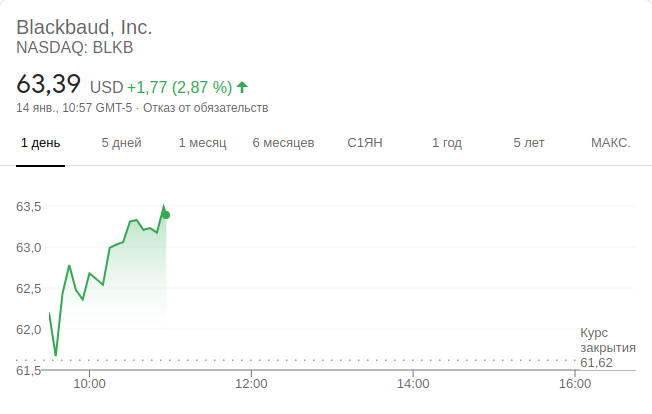 Blackbaud, Inc.
NASDAQ: BLKB
63,39 USD +1,77 (2,87 %)
14 янв., 10:57 GMT-5 · Отказ от обязательств
1 день 5 дней 1 месяц 6 месяцев С1ЯН 1 год 5 лет МАКС.
63,5
63,0
62,5
62,0
Курс
закрытия
61,62
61,5
10:00 12:00 14:00 16:00